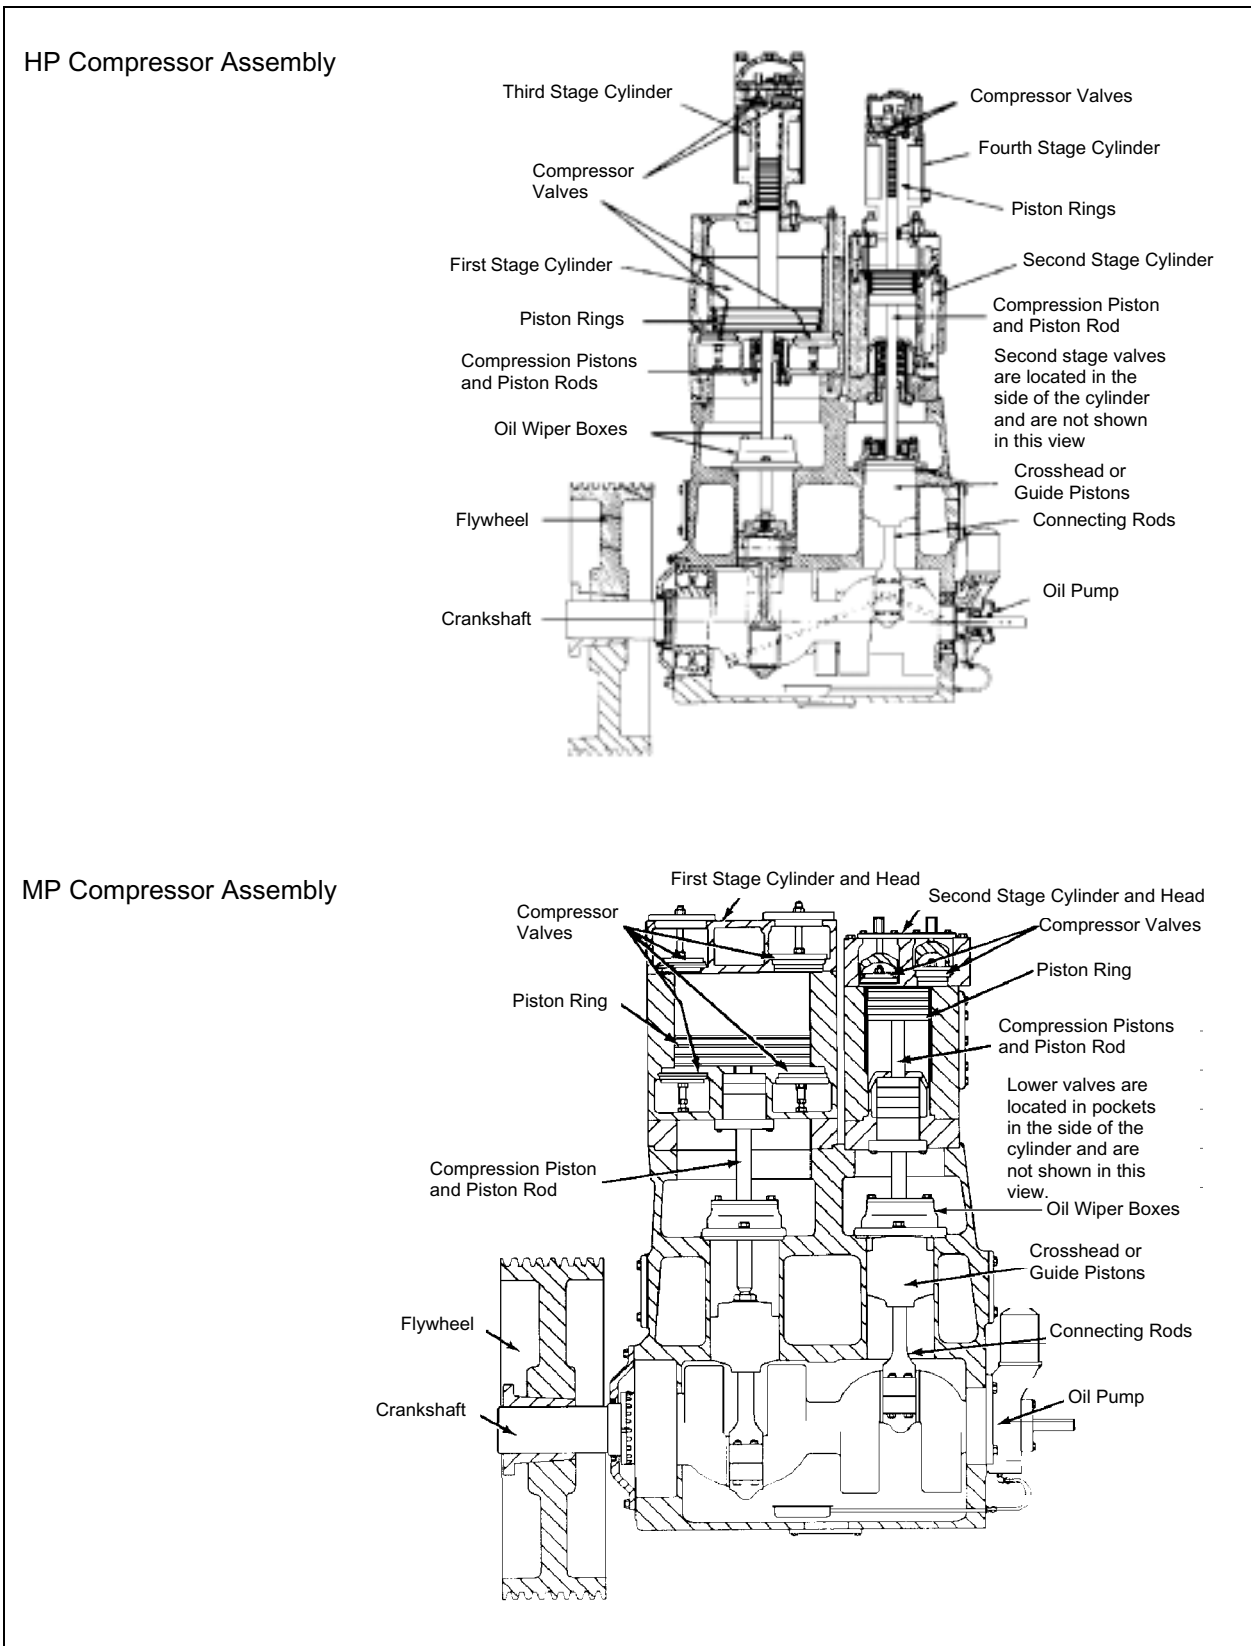 HP Compressor Assembly
Third Stage Cylinder
Compressor Valves
Fourth Stage Cylinder
Compressor
Valves
Piston Rings
First Stage Cylinder
Second Stage Cylinder
Piston Rings
Compression Piston
and Piston Rod
Compression Pistons
and Piston Rods
Second stage valves
are located in the
side of the cylinder
and are not shown
in this view
Oil Wiper Boxes
Crosshead or
Guide Pistons
Flywheel
Connecting Rods
Crankshaft
Oil Pump
MP Compressor Assembly
First Stage Cylinder and Head
Second Stage Cylinder and Head
Compressor
Valves
Compressor Valves
Piston Ring
Piston Ring
Compression Pistons
and Piston Rod
Lower valves are
located in pockets
in the side of the
cylinder and are
not shown in this
view.
Compression Piston
and Piston Rod
Oil Wiper Boxes
Crosshead or
Guide Pistons
Flywheel
Connecting Rods
Crankshaft
Oil Pump